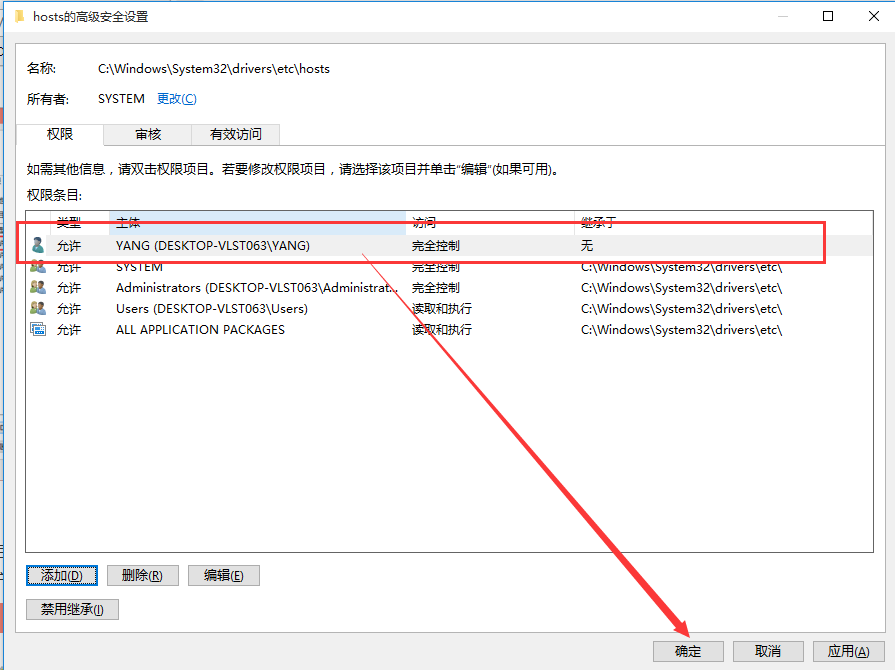 hosts的高级安全设置
名称: C:\Windows\System32\drivers\etc\hosts
所有者: SYSTEM 更改(C)
权限 审核 有效访问
如需其他信息，请双击权限项目。若要修改权限项目，请选择该项目并单击“编辑”(如果可用)。
权限条目:
类型 主体 访问 继承于
允许 YANG (DESKTOP-VLST063\YANG) 完全控制 无
允许 SYSTEM 完全控制 C:\Windows\System32\drivers\etc\
允许 Administrators (DESKTOP-VLST063\Administrat... 完全控制 C:\Windows\System32\drivers\etc\
允许 Users (DESKTOP-VLST063\Users) 读取和执行 C:\Windows\System32\drivers\etc\
允许 ALL APPLICATION PACKAGES 读取和执行 C:\Windows\System32\drivers\etc\
添加(D) 删除(R) 编辑(E)
禁用继承(I)
确定 取消 应用(A)